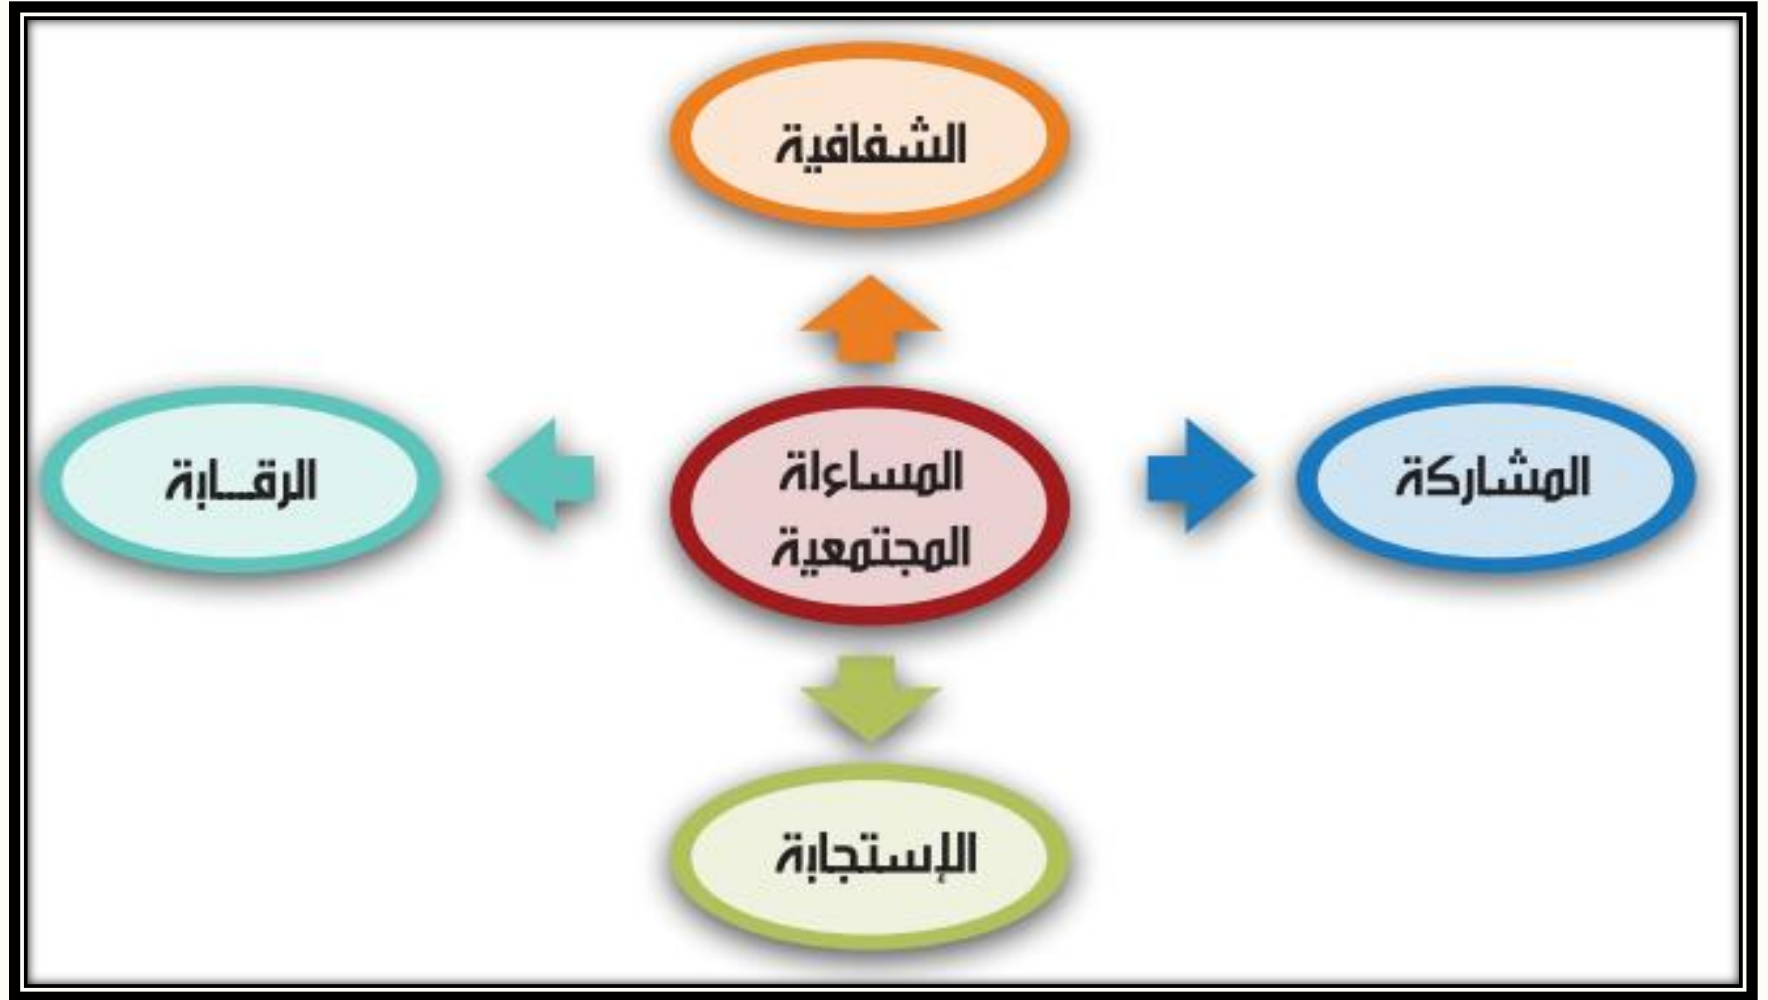 الشفافية
المشاركة
المساءلة
المجتمعية
الرقـــابة
الإستجابة